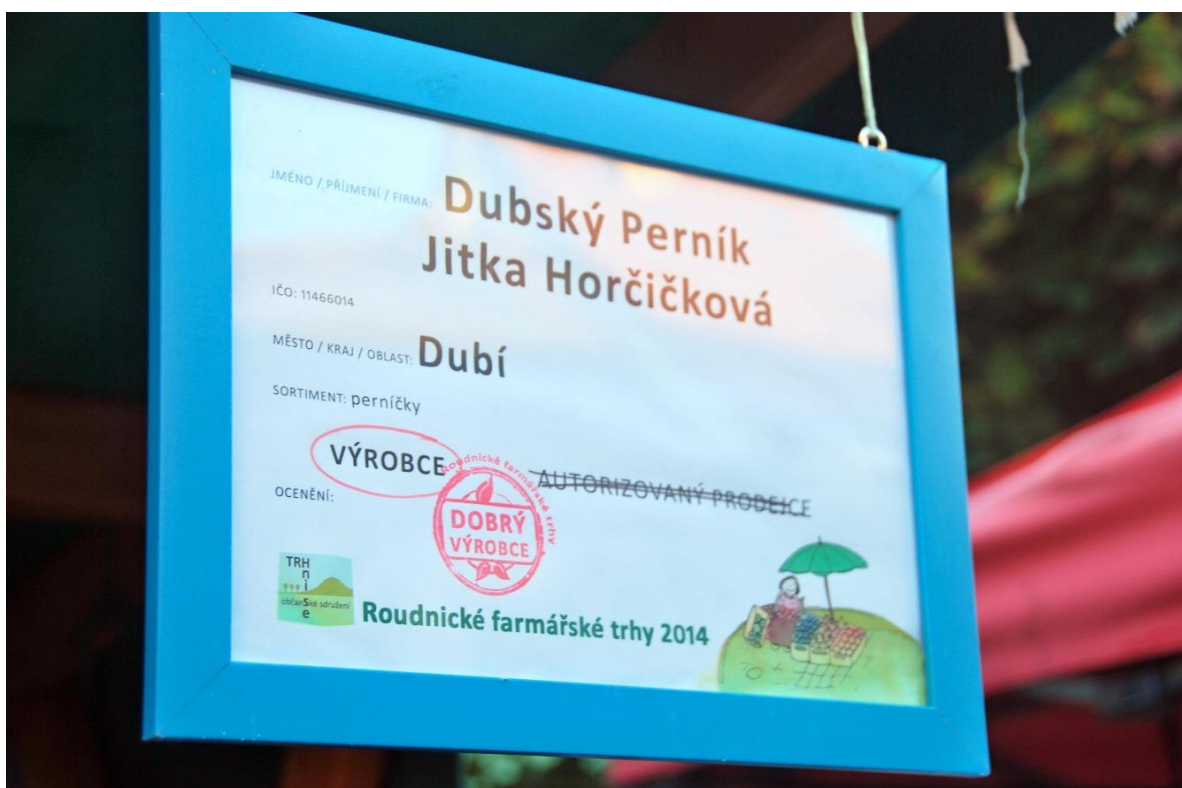 JMÉNO / PŘÍJMENÍ / FIRMA: Dubský Perník
Jitka Horčičková
IČO: 11466014
MĚSTO / KRAJ / OBLAST: Dubí
SORTIMENT: perníčky
VÝROBCE AUTORIZOVANÝ PRODEJCE
Roudnické farmářské trhy
DOBRÝ
VÝROBCE
OCENĚNÍ:
TRHniSe
občanské sdružení
Roudnické farmářské trhy 2014